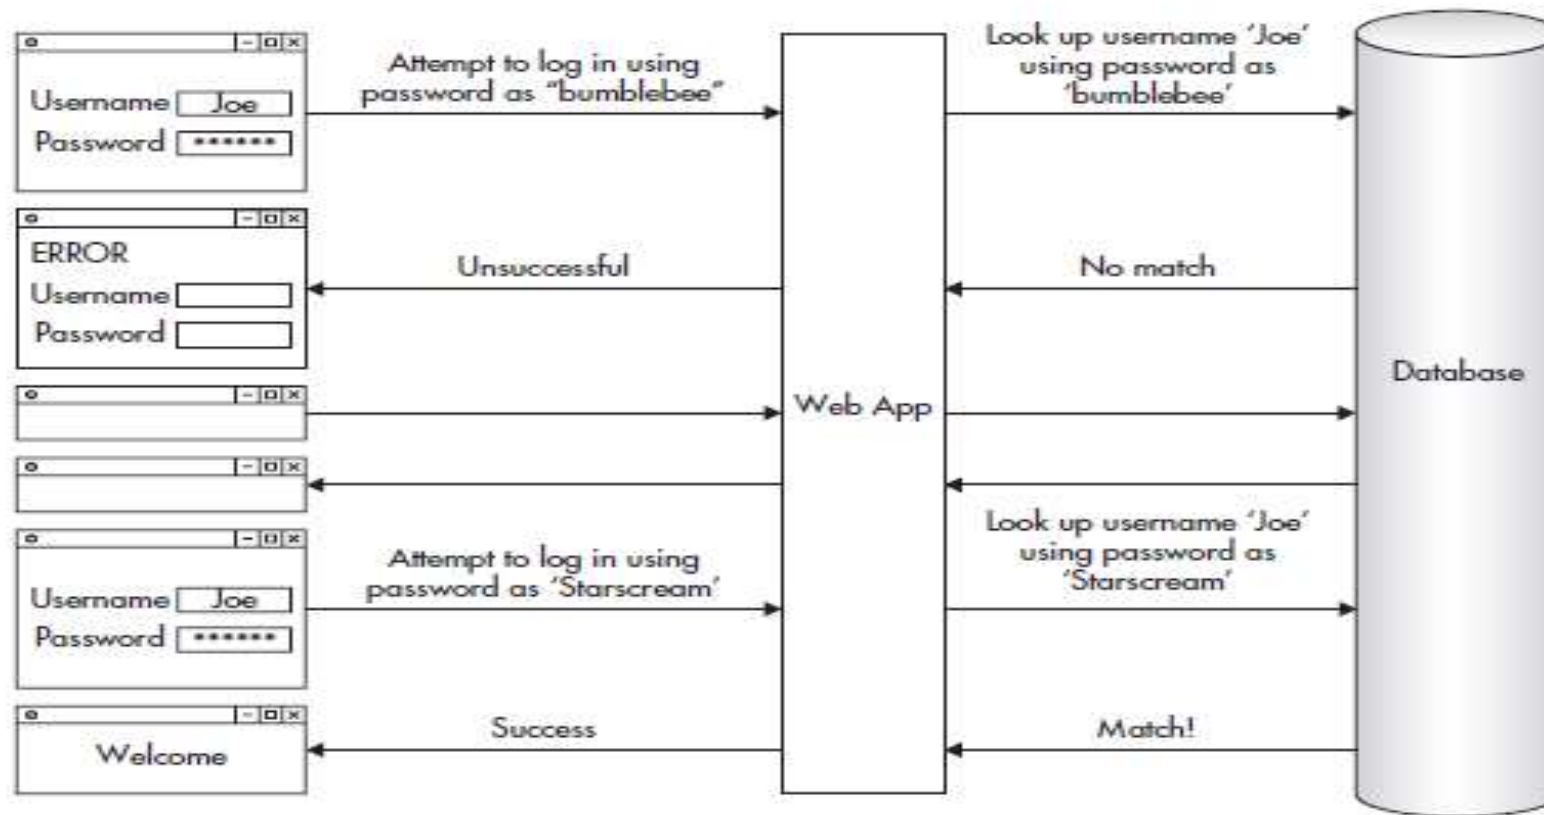 Username Joe
Password ******
Attempt to log in using
password as “bumblebee”
Look up username ‘Joe’
using password as
‘bumblebee’
ERROR
Username
Password
Unsuccessful
No match
Web App
Database
Username Joe
Password ******
Attempt to log in using
password as ‘Starscream’
Look up username ‘Joe’
using password as
‘Starscream’
Welcome
Success
Match!